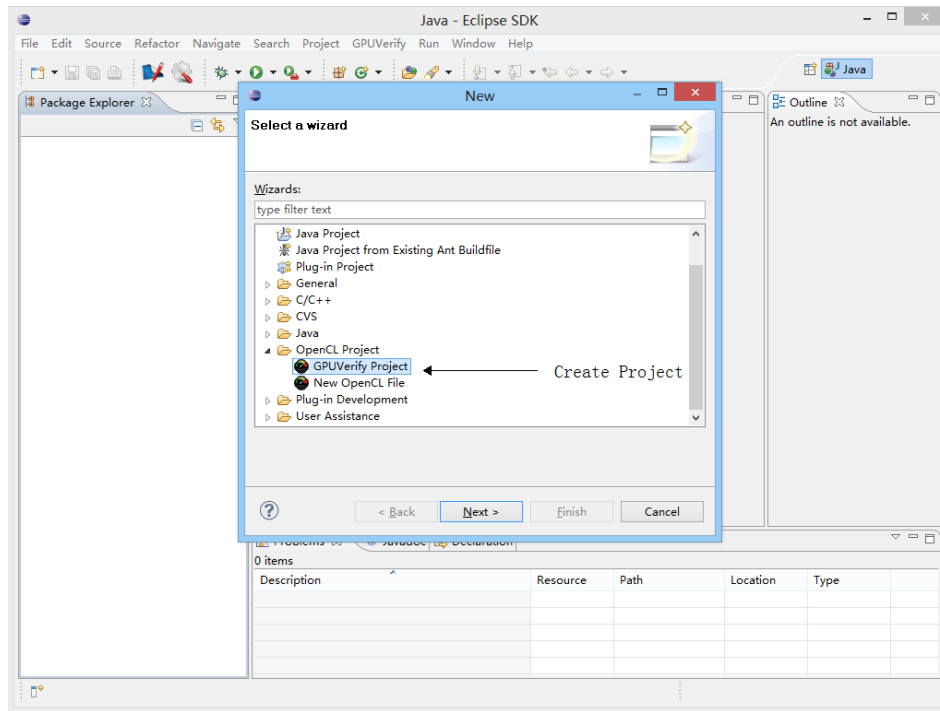 Java - Eclipse SDK
File Edit Source Refactor Navigate Search Project GPUVerify Run Window Help
Java
Package Explorer
New
Outline
Select a wizard
An outline is not available.
Wizards:
type filter text
Java Project
Java Project from Existing Ant Buildfile
Plug-in Project
General
C/C++
CVS
Java
OpenCL Project
GPUVerify Project
Create Project
New OpenCL File
Plug-in Development
User Assistance
< Back Next > Finish Cancel
Problems Javadoc Declaration
0 items
Description Resource Path Location Type